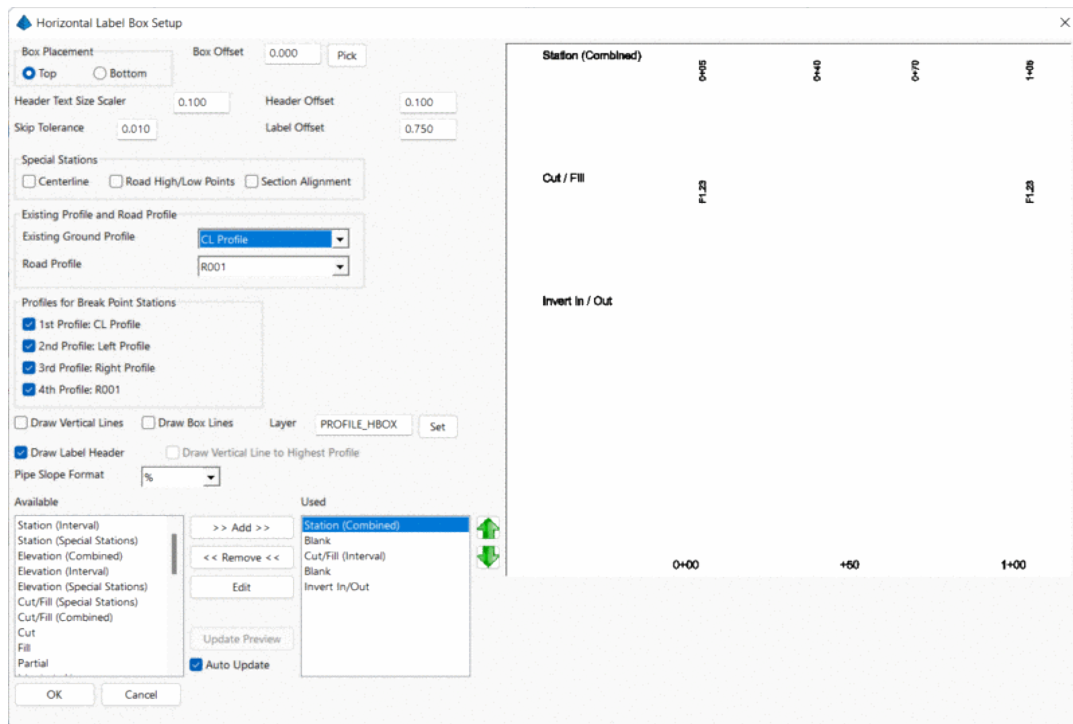 Horizontal Label Box Setup
Box Placement
Top Bottom
Box Offset 0.000 Pick
Header Text Size Scaler 0.100 Header Offset 0.100
Skip Tolerance 0.010 Label Offset 0.750
Special Stations
Centerline Road High/Low Points Section Alignment
Existing Profile and Road Profile
Existing Ground Profile CL Profile
Road Profile R001
Profiles for Break Point Stations
1st Profile: CL Profile
2nd Profile: Left Profile
3rd Profile: Right Profile
4th Profile: R001
Draw Vertical Lines Draw Box Lines Layer PROFILE_HBOX Set
Draw Label Header Draw Vertical Line to Highest Profile
Pipe Slope Format %
Available
Station (Interval)
Station (Special Stations)
Elevation (Combined)
Elevation (Interval)
Elevation (Special Stations)
Cut/Fill (Special Stations)
Cut/Fill (Combined)
Cut
Fill
Partial
>> Add >>
<< Remove <<
Edit
Update Preview
Auto Update
Used
Station (Combined)
Blank
Cut/Fill (Interval)
Blank
Invert In/Out
OK Cancel
Station (Combined) 0+05 0+40 0+70 1+05
Cut / Fill F1.23 F1.23
Invert In / Out
0+00 +50 1+00